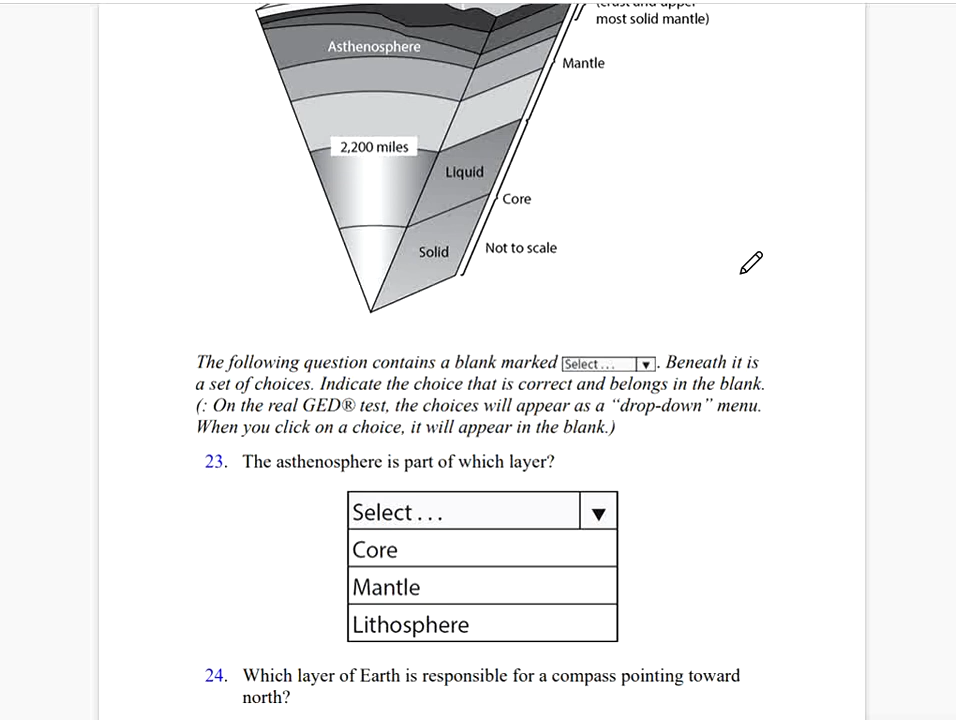 most solid mantle)
Asthenosphere
Mantle
2,200 miles
Liquid
Core
Solid
Not to scale
The following question contains a blank marked Select... ▼. Beneath it is
a set of choices. Indicate the choice that is correct and belongs in the blank.
(: On the real GED® test, the choices will appear as a “drop-down” menu.
When you click on a choice, it will appear in the blank.)
23. The asthenosphere is part of which layer?
Select... ▼
Core
Mantle
Lithosphere
24. Which layer of Earth is responsible for a compass pointing toward
north?